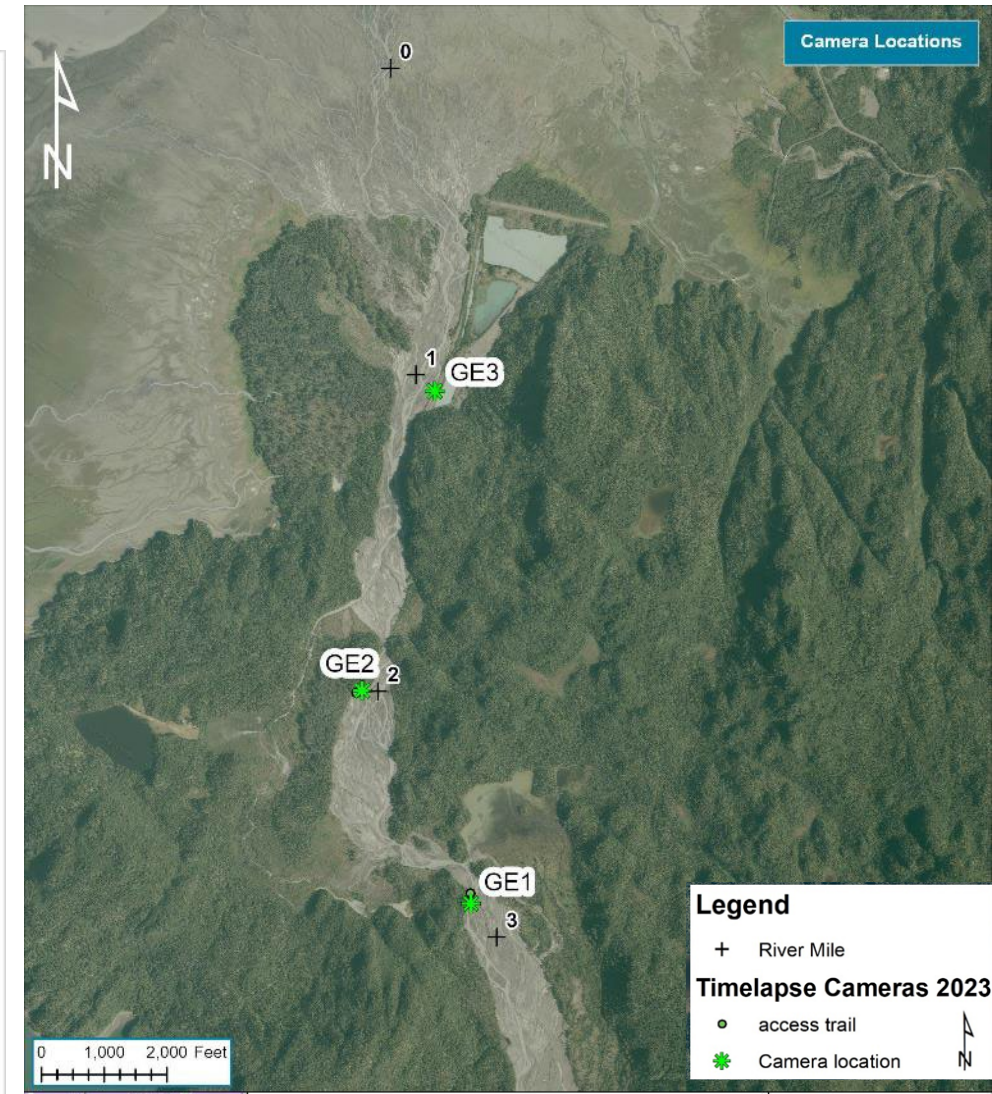 Camera Locations
0
N
1
GE3
GE2
2
GE1
3
Legend
River Mile
Timelapse Cameras 2023
access trail
Camera location
N
0 1,000 2,000 Feet